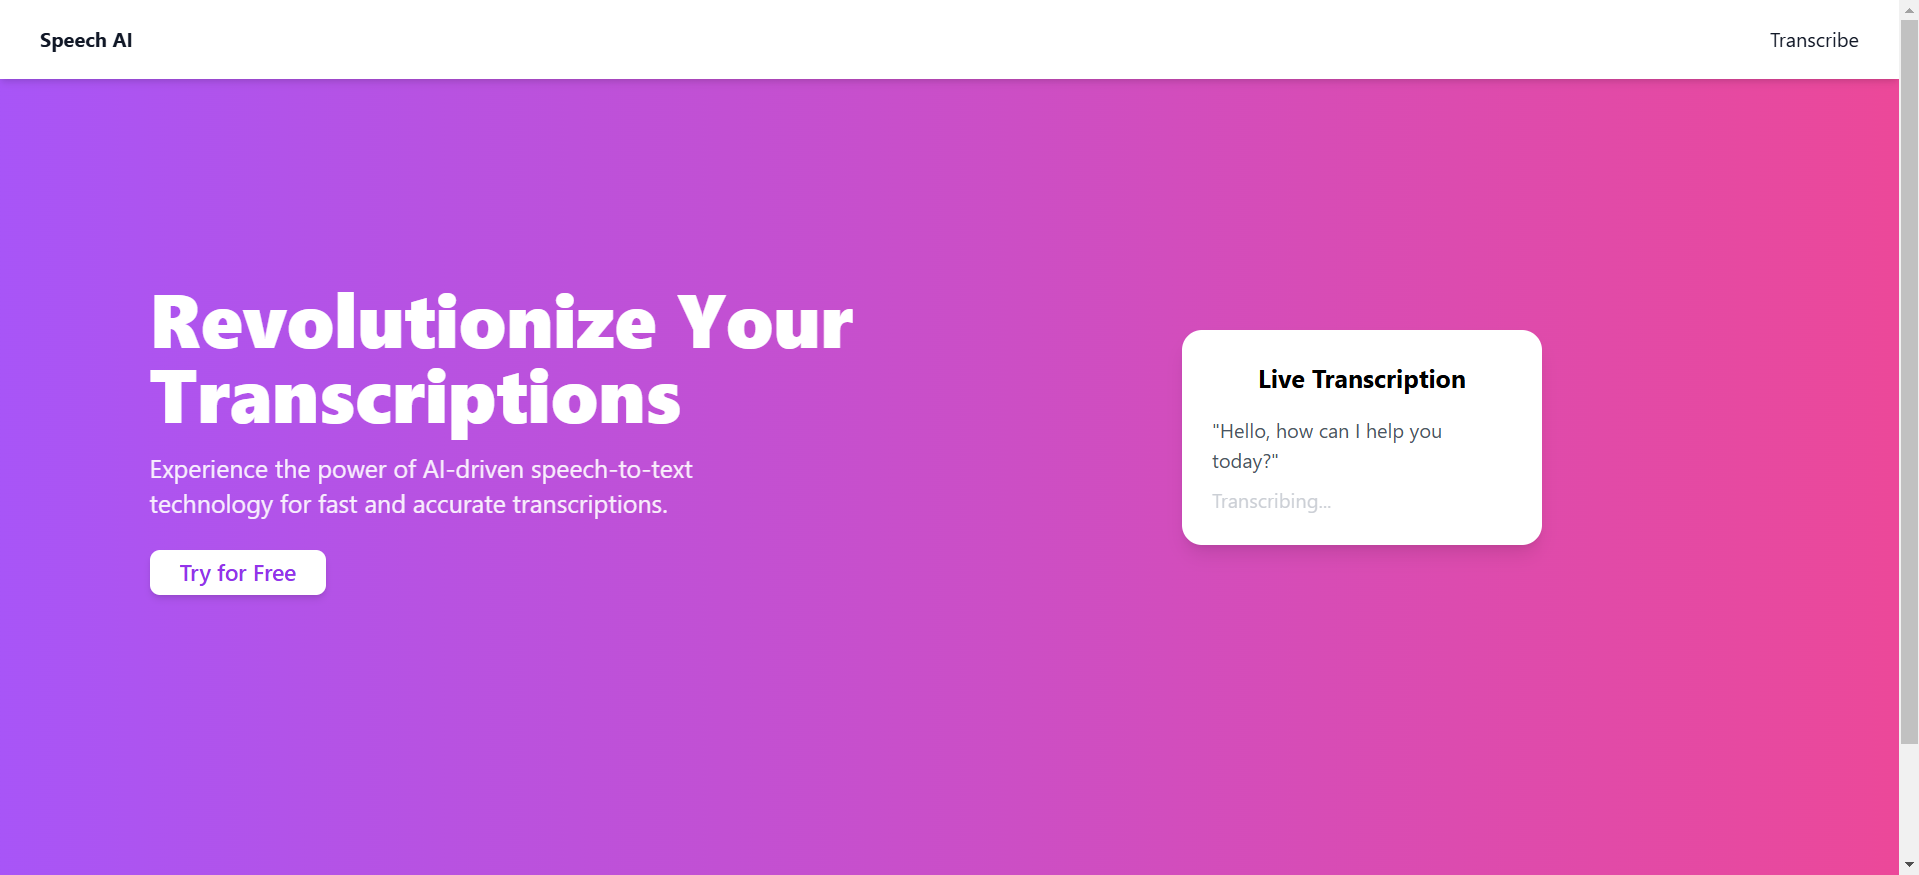 Speech AI
Transcribe
Revolutionize Your
Transcriptions
Experience the power of AI-driven speech-to-text
technology for fast and accurate transcriptions.
Try for Free
Live Transcription
"Hello, how can I help you
today?"
Transcribing...